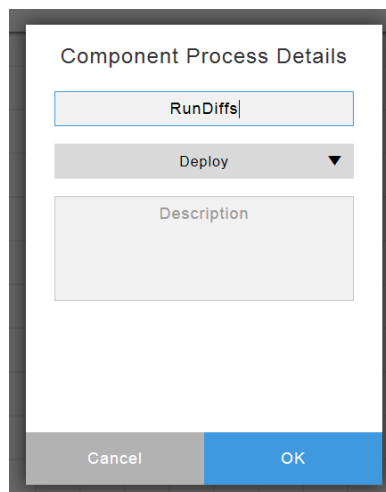 Component Process Details
RunDiffs
Deploy
Description
Cancel
OK